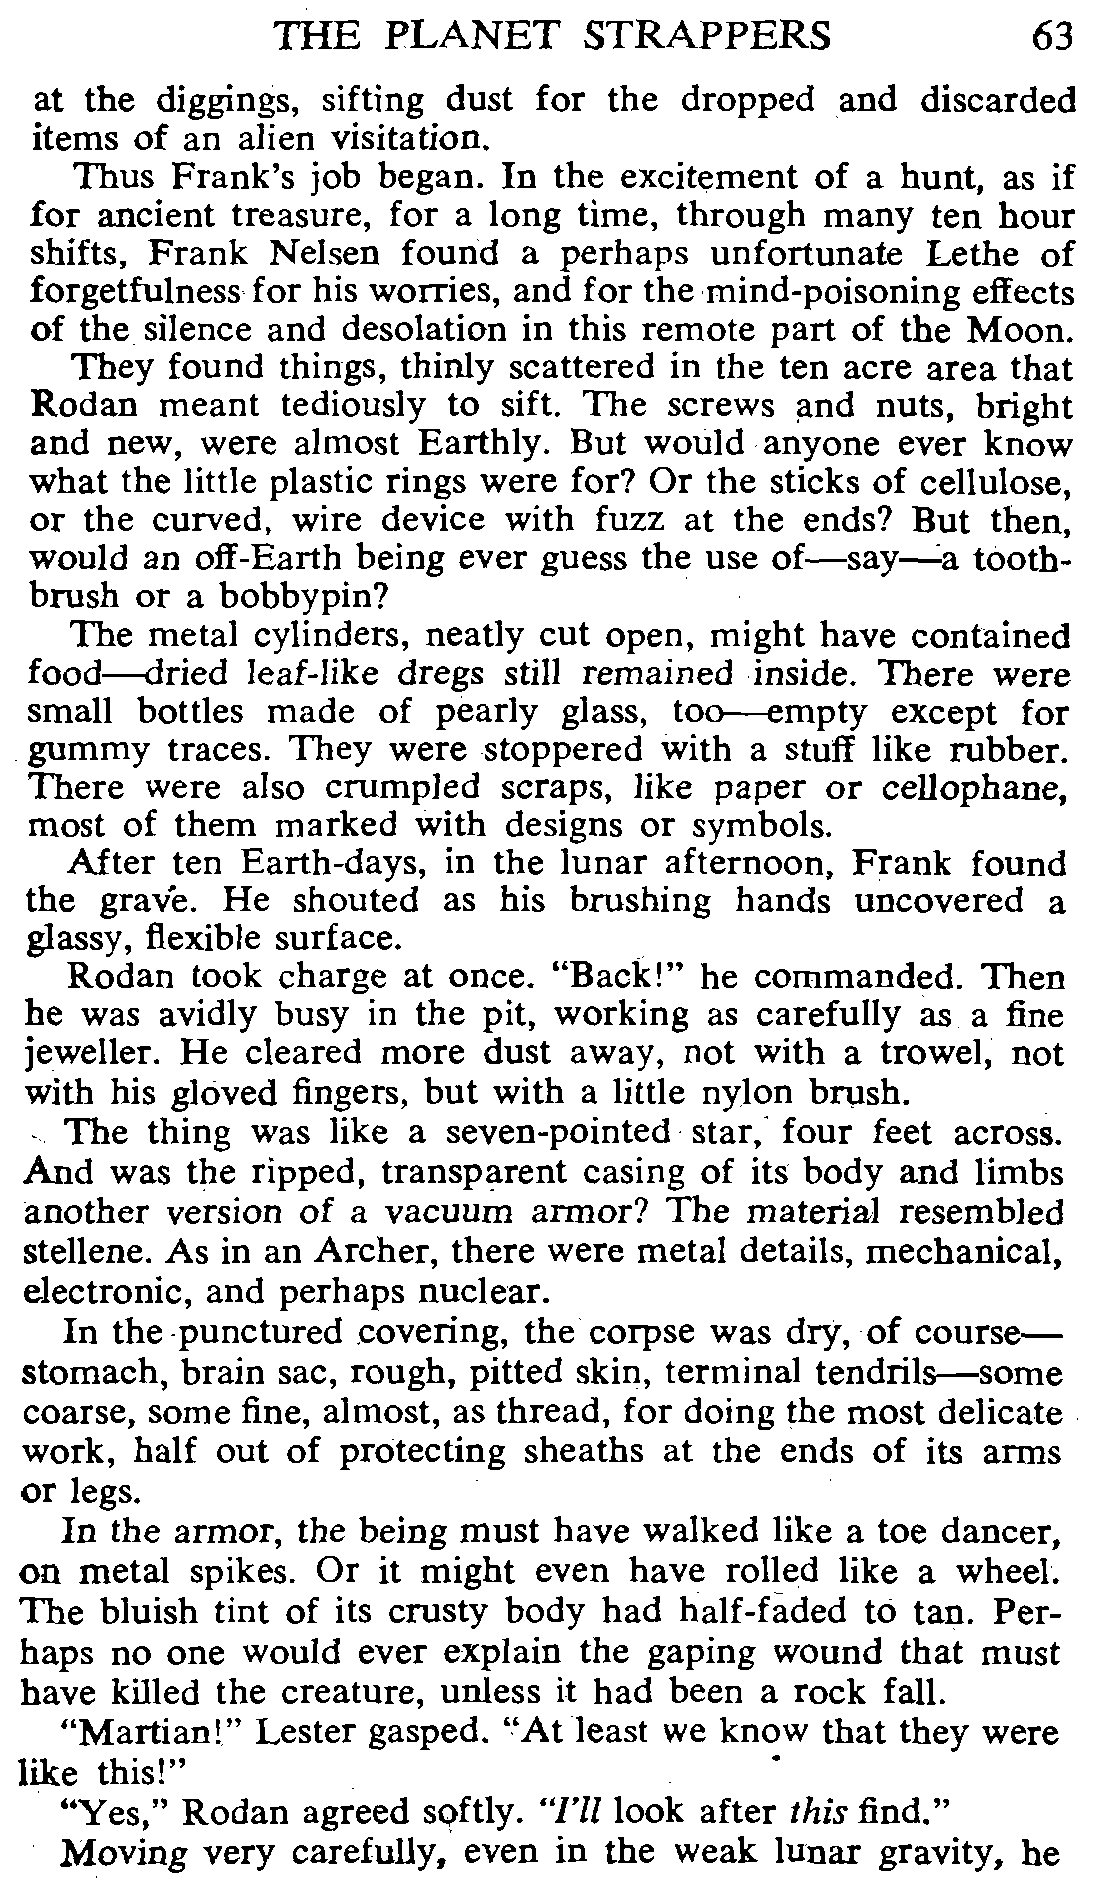 THE PLANET STRAPPERS 63
at the diggings, sifting dust for the dropped and discarded
items of an alien visitation.
Thus Frank's job began. In the excitement of a hunt, as if
for ancient treasure, for a long time, through many ten hour
shifts, Frank Nelsen found a perhaps unfortunate Lethe of
forgetfulness for his worries, and for the mind-poisoning effects
of the silence and desolation in this remote part of the Moon.
They found things, thinly scattered in the ten acre area that
Rodan meant tediously to sift. The screws and nuts, bright
and new, were almost Earthly. But would anyone ever know
what the little plastic rings were for? Or the sticks of cellulose,
or the curved, wire device with fuzz at the ends? But then,
would an off-Earth being ever guess the use of—say—a tooth-
brush or a bobbypin?
The metal cylinders, neatly cut open, might have contained
food—dried leaf-like dregs still remained inside. There were
small bottles made of pearly glass, too—empty except for
gummy traces. They were stoppered with a stuff like rubber.
There were also crumpled scraps, like paper or cellophane,
most of them marked with designs or symbols.
After ten Earth-days, in the lunar afternoon, Frank found
the grave. He shouted as his brushing hands uncovered a
glassy, flexible surface.
Rodan took charge at once. "Back!" he commanded. Then
he was avidly busy in the pit, working as carefully as a fine
jeweller. He cleared more dust away, not with a trowel, not
with his gloved fingers, but with a little nylon brush.
The thing was like a seven-pointed star, four feet across.
And was the ripped, transparent casing of its body and limbs
another version of a vacuum armor? The material resembled
stellene. As in an Archer, there were metal details, mechanical,
electronic, and perhaps nuclear.
In the punctured covering, the corpse was dry, of course—
stomach, brain sac, rough, pitted skin, terminal tendrils—some
coarse, some fine, almost, as thread, for doing the most delicate
work, half out of protecting sheaths at the ends of its arms
or legs.
In the armor, the being must have walked like a toe dancer,
on metal spikes. Or it might even have rolled like a wheel.
The bluish tint of its crusty body had half-faded to tan. Per-
haps no one would ever explain the gaping wound that must
have killed the creature, unless it had been a rock fall.
"Martian!" Lester gasped. "At least we know that they were
like this!"
"Yes," Rodan agreed softly. "I'll look after this find."
Moving very carefully, even in the weak lunar gravity, he